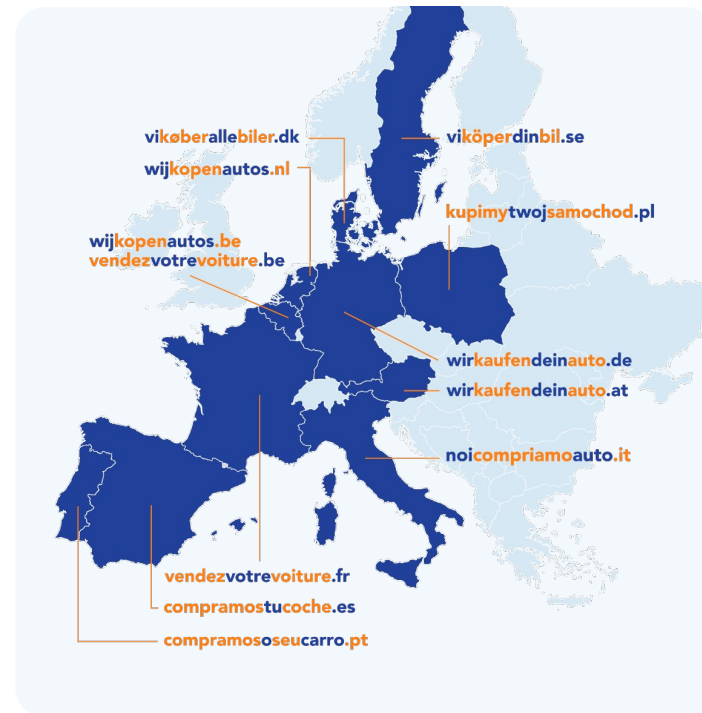 vikøberallebiler.dk
viköperdinbil.se
wijkopenautos.nl
kupimytwojsamochod.pl
wijkopenautos.be
vendezvotrevoiture.be
wirkaufendeinauto.de
wirkaufendeinauto.at
noicompriamoauto.it
vendezvotrevoiture.fr
compramostucoche.es
compramososeucarro.pt